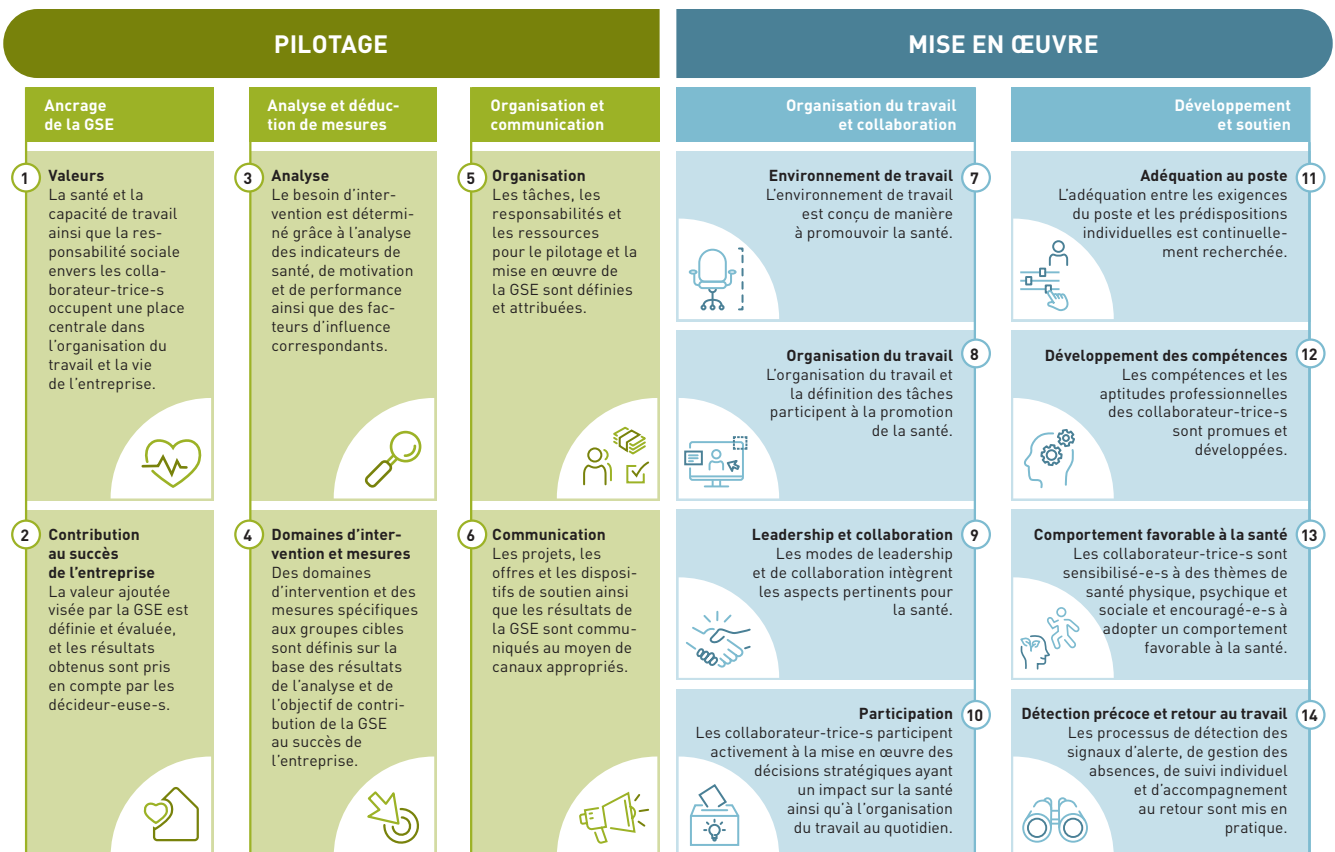 PILOTAGE
MISE EN ŒUVRE
Ancrage
de la GSE
1
Valeurs
La santé et la
capacité de travail
ainsi que la res-
ponsabilité sociale
envers les colla-
borateur-trice-s
occupent une place
centrale dans
l'organisation du
travail et la vie
de l'entreprise.
2
Contribution
au succès
de l'entreprise
La valeur ajoutée
visée par la GSE est
définie et évaluée,
et les résultats
obtenus sont pris
en compte par les
décideur-euse-s.
Analyse et déduc-
tion de mesures
3
Analyse
Le besoin d'inter-
vention est détermi-
né grâce à l'analyse
des indicateurs de
santé, de motivation
et de performance
ainsi que des fac-
teurs d'influence
correspondants.
4
Domaines d'inter-
vention et mesures
Des domaines
d'intervention et des
mesures spécifiques
aux groupes cibles
sont définis sur la
base des résultats
de l'analyse et de
l'objectif de contri-
bution de la GSE
au succès de
l'entreprise.
Organisation et
communication
5
Organisation
Les tâches, les
responsabilités et
les ressources
pour le pilotage et la
mise en œuvre de
la GSE sont définies
et attribuées.
6
Communication
Les projets, les
offres et les disposi-
tifs de soutien ainsi
que les résultats de
la GSE sont commu-
niqués au moyen de
canaux appropriés.
Organisation du travail
et collaboration
Environnement de travail
7
L'environnement de travail
est conçu de manière
à promouvoir la santé.
Organisation du travail
8
L'organisation du travail et
la définition des tâches
participent à la promotion
de la santé.
Leadership et collaboration
9
Les modes de leadership
et de collaboration intègrent
les aspects pertinents pour
la santé.
Participation
10
Les collaborateur-trice-s participent
activement à la mise en œuvre des
décisions stratégiques ayant
un impact sur la santé
ainsi qu'à l'organisation
du travail au quotidien.
Développement
et soutien
Adéquation au poste
11
L'adéquation entre les exigences
du poste et les prédispositions
individuelles est continuelle-
ment recherchée.
Développement des compétences
12
Les compétences et les
aptitudes professionnelles
des collaborateur-trice-s
sont promues et
développées.
Comportement favorable à la santé
13
Les collaborateur-trice-s sont
sensibilisé-e-s à des thèmes de
santé physique, psychique et
sociale et encouragé-e-s à
adopter un comportement
favorable à la santé.
Détection précoce et retour au travail
14
Les processus de détection des
signaux d'alerte, de gestion des
absences, de suivi individuel
et d'accompagnement
au retour sont mis en
pratique.